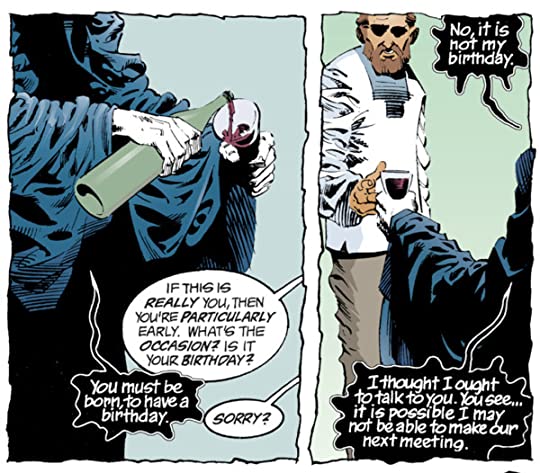 IF THIS IS
REALLY YOU, THEN
YOU'RE PARTICULARLY
EARLY. WHAT'S THE
OCCASION? IS IT
YOUR BIRTHDAY?
You must be
born, to have a
birthday.
SORRY?
No, it is
not my
birthday.
I thought I ought
to talk to you. You see...
it is possible I may
not be able to make our
next meeting.